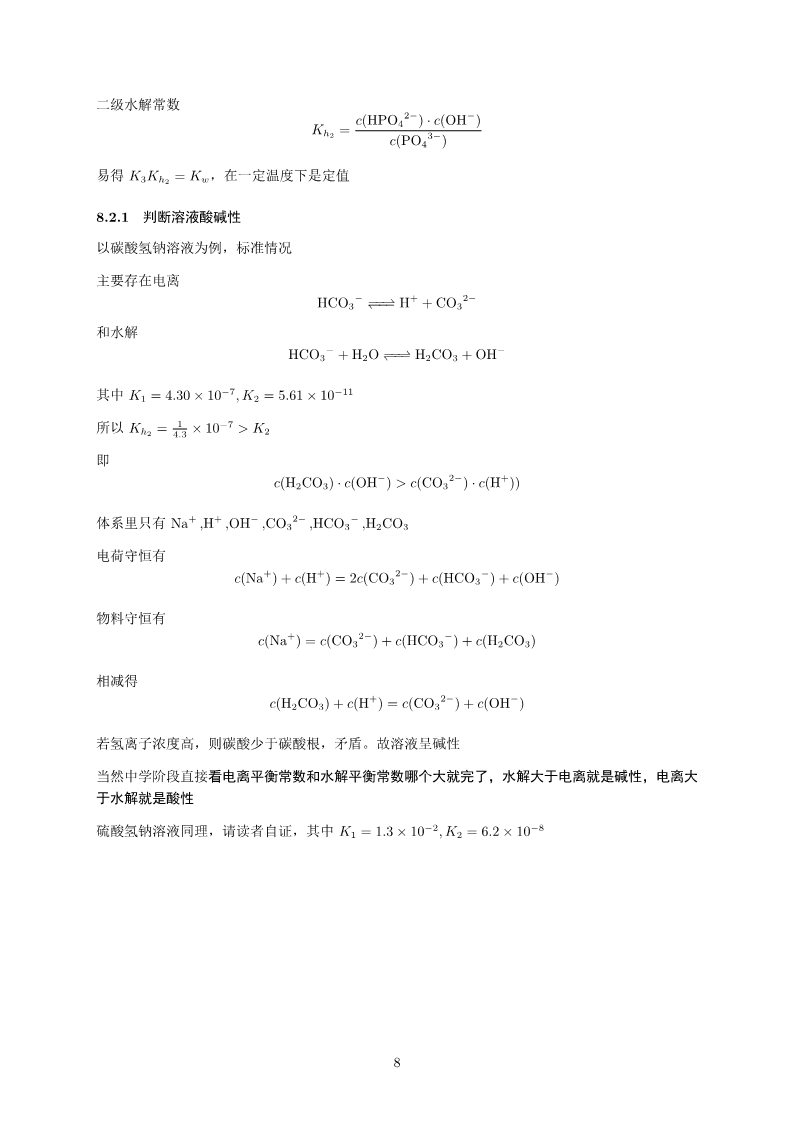 二级水解常数
K_{h_2} = \frac{c(HPO_4^{2−}) · c(OH^−)}{c(PO_4^{3−})}
易得 K_3K_{h_2} = K_w，在一定温度下是定值
8.2.1 判断溶液酸碱性
以碳酸氢钠溶液为例，标准情况
主要存在电离
HCO_3^− ⇌ H^+ + CO_3^{2−}
和水解
HCO_3^− + H_2O ⇌ H_2CO_3 + OH^−
其中 K_1 = 4.30 × 10^{−7}, K_2 = 5.61 × 10^{−11}
所以 K_{h_2} = \frac{1}{4.3} × 10^{−7} > K_2
即
c(H_2CO_3) · c(OH^−) > c(CO_3^{2−}) · c(H^+))
体系里只有 Na^+ ,H^+ ,OH^− ,CO_3^{2−} ,HCO_3^− ,H_2CO_3
电荷守恒有
c(Na^+) + c(H^+) = 2c(CO_3^{2−}) + c(HCO_3^−) + c(OH^−)
物料守恒有
c(Na^+) = c(CO_3^{2−}) + c(HCO_3^−) + c(H_2CO_3)
相减得
c(H_2CO_3) + c(H^+) = c(CO_3^{2−}) + c(OH^−)
若氢离子浓度高，则碳酸少于碳酸根，矛盾。故溶液呈碱性
当然中学阶段直接看电离平衡常数和水解平衡常数哪个大就完了，水解大于电离就是碱性，电离大
于水解就是酸性
硫酸氢钠溶液同理，请读者自证，其中 K_1 = 1.3 × 10^{−2}, K_2 = 6.2 × 10^{−8}
8